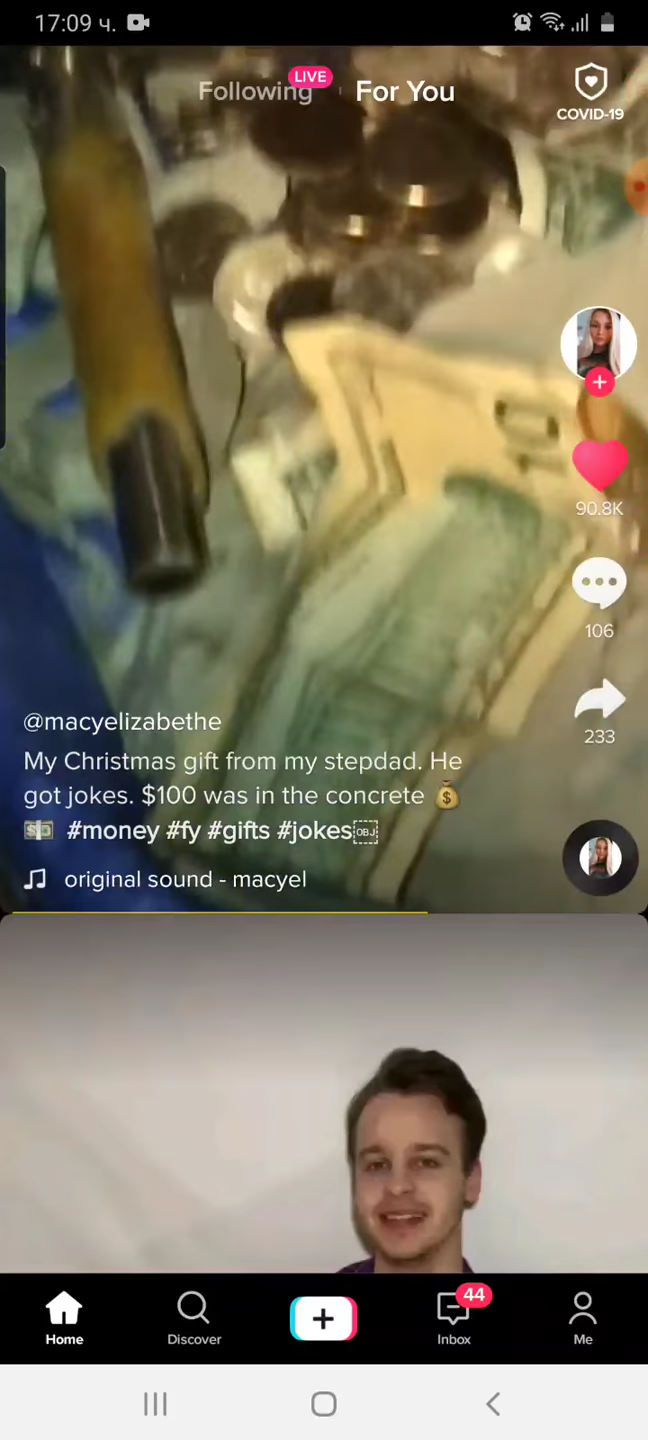 17:09 ч.
Following LIVE For You
COVID-19
90.8K
106
233
@macyelizabethe
My Christmas gift from my stepdad. He
got jokes. $100 was in the concrete 💰
💵 #money #fy #gifts #jokes￼
original sound - macyel
44
Home Discover Inbox Me